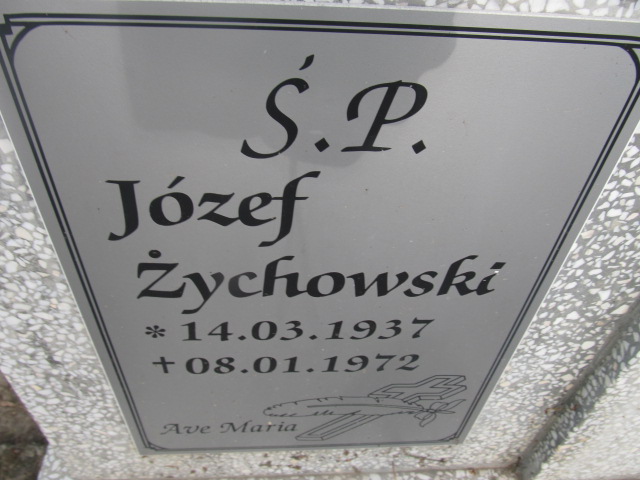 Ś.P.
Józef
Żychowski
* 14.03.1937
+ 08.01.1972
Ave Maria